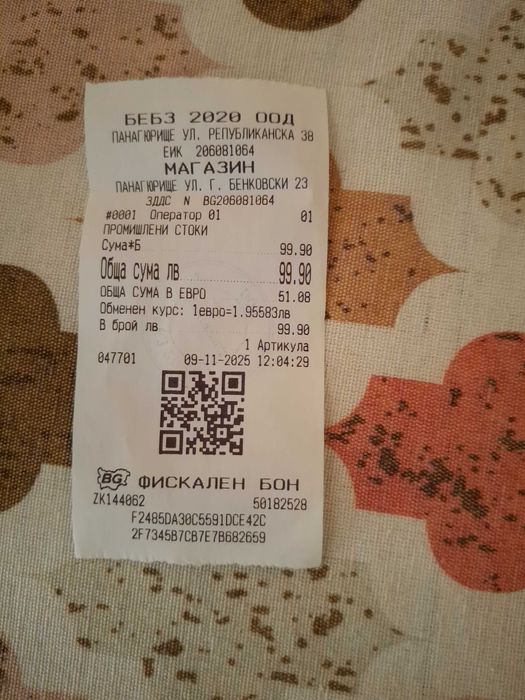 БЕБЗ 2020 ООД
ПАНАГЮРИЩЕ УЛ. РЕПУБЛИКАНСКА 38
ЕИК 206081064
МАГАЗИН
ПАНАГЮРИЩЕ УЛ. Г. БЕНКОВСКИ 23
ЗДДС N BG206081064
#0001 Оператор 01 01
ПРОМИШЛЕНИ СТОКИ
Сума*Б 99.90
Обща сума лв 99.90
ОБЩА СУМА В ЕВРО 51.08
Обменен курс: 1евро=1.95583лв
В брой лв 99.90
1 Артикула
047701 09-11-2025 12:04:29
BG ФИСКАЛЕН БОН
ZK144062 50182528
F2485DA30C5591DCE42C
2F7345B7CB7E7B682659